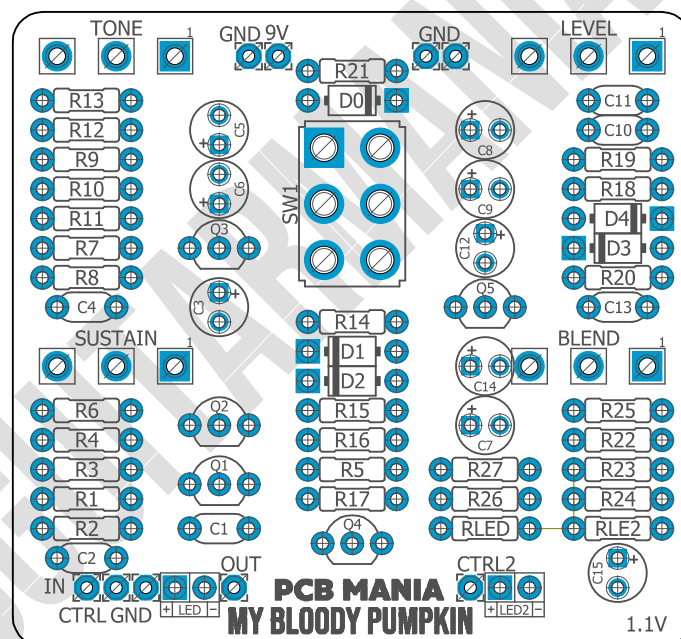 TONE 1 GND 9V GND LEVEL 1
R21
D0
R13 C5 C8 C11
R12 C10
R9 R19
R10 C6 SW1 C9 R18
R11 D4
R7 Q3 C12 D3
R8 Q5 R20
C4 C3 C13
R14
SUSTAIN 1 D1 BLEND 1
D2 C14
R6 Q2 R15 C7 R25
R4 R16 R22
R3 Q1 R5 R27 R23
R1 R17 R26 R24
R2 C1 Q4 RLED RLE2
C2 OUT CTRL2 C15
IN
CTRL GND + LED - + LED2 -
PCB MANIA
MY BLOODY PUMPKIN
1.1V
GUITARMANIA